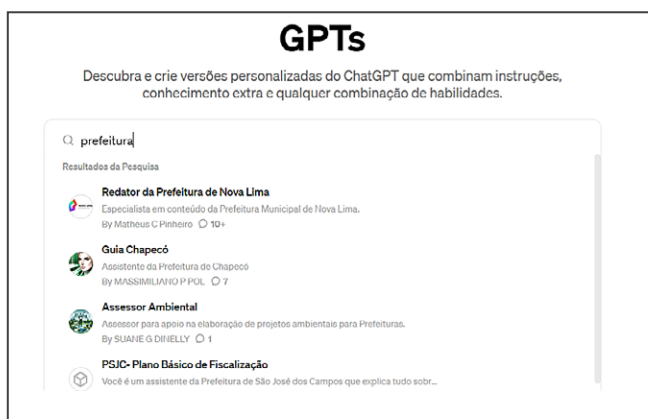 GPTs
Descubra e crie versões personalizadas do ChatGPT que combinam instruções,
conhecimento extra e qualquer combinação de habilidades.
prefeitura
Resultados da Pesquisa
Redator da Prefeitura de Nova Lima
Especialista em conteúdo da Prefeitura Municipal de Nova Lima.
By Matheus C Pinheiro 10+
Guia Chapecó
Assistente da Prefeitura de Chapecó
By MASSIMILIANO P POL 7
Assessor Ambiental
Assessor para apoio na elaboração de projetos ambientais para Prefeituras.
By SUANE G DINELLY 1
PSJC- Plano Básico de Fiscalização
Você é um assistente da Prefeitura de São José dos Campos que explica tudo sobr...